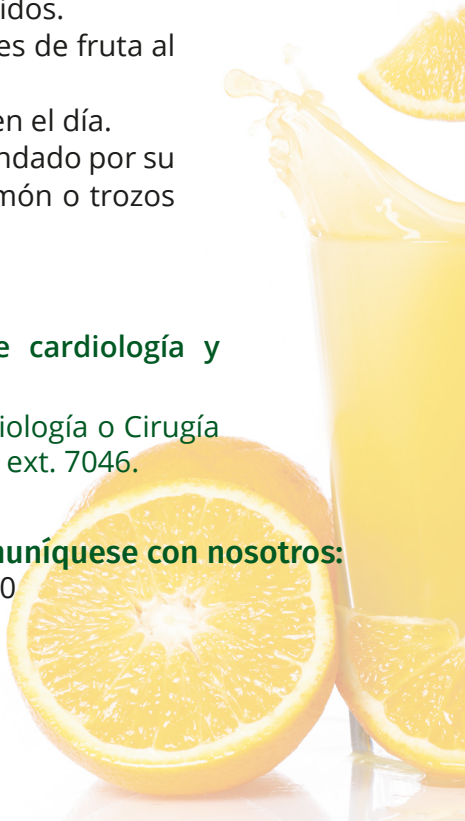 idos.
es de fruta al
en el día.
ndado por su
món o trozos
e cardiología y
iología o Cirugía
ext. 7046.
muníquese con nosotros:
0